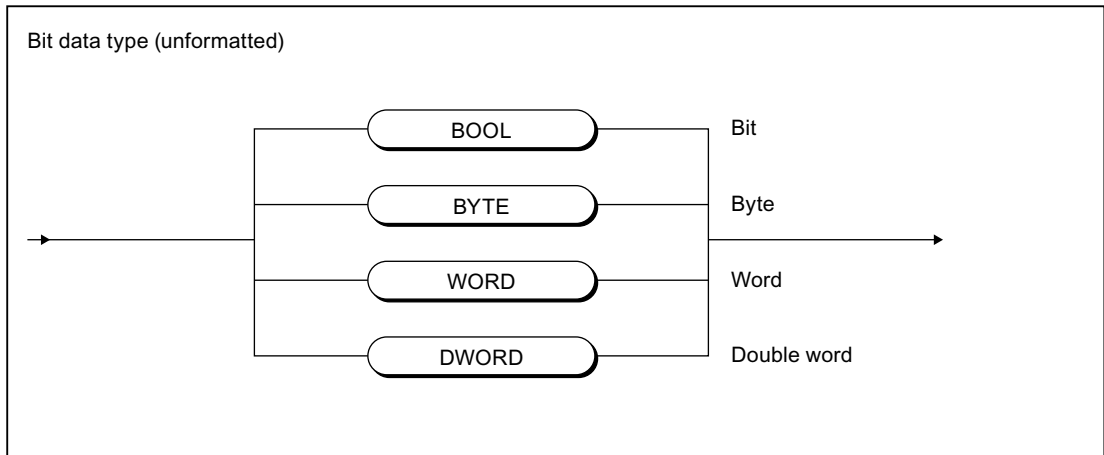 Bit data type (unformatted)
BOOL Bit
BYTE Byte
WORD Word
DWORD Double word